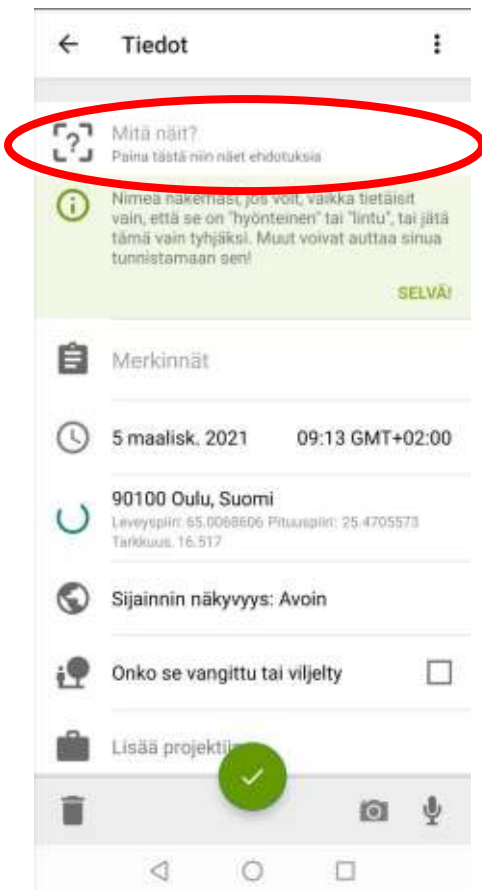 Tiedot
Mitä näit?
Paina tästä niin näet ehdotuksia
Nimeä näkemäsi, jos voit, vaikka tietäisit
vain, että se on "hyönteinen" tai "lintu", tai jätä
tämä vain tyhjäksi. Muut voivat auttaa sinua
tunnistamaan sen!
SELVÄ!
Merkinnät
5 maalisk. 2021 09:13 GMT+02:00
90100 Oulu, Suomi
Leveyspiiri: 65.0068606 Pituuspiiri: 25.4705573
Tarkkuus: 16.517
Sijainnin näkyvyys: Avoin
Onko se vangittu tai viljelty
Lisää